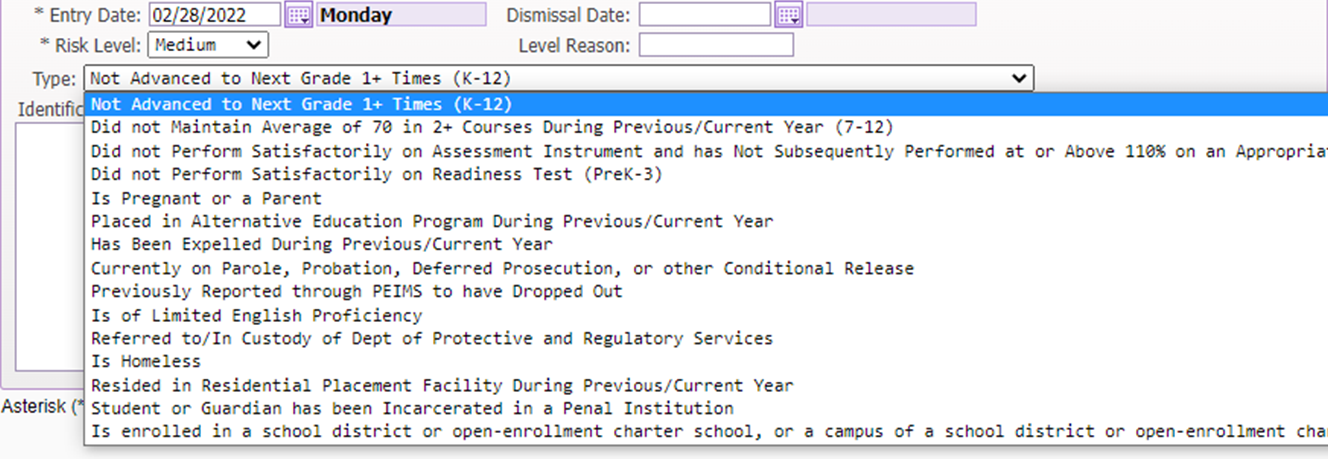 * Entry Date: 02/28/2022 Monday Dismissal Date:
* Risk Level: Medium Level Reason:
Type: Not Advanced to Next Grade 1+ Times (K-12)
Identific
Not Advanced to Next Grade 1+ Times (K-12)
Did not Maintain Average of 70 in 2+ Courses During Previous/Current Year (7-12)
Did not Perform Satisfactorily on Assessment Instrument and has Not Subsequently Performed at or Above 110% on an Appropriat
Did not Perform Satisfactorily on Readiness Test (PreK-3)
Is Pregnant or a Parent
Placed in Alternative Education Program During Previous/Current Year
Has Been Expelled During Previous/Current Year
Currently on Parole, Probation, Deferred Prosecution, or other Conditional Release
Previously Reported through PEIMS to have Dropped Out
Is of Limited English Proficiency
Referred to/In Custody of Dept of Protective and Regulatory Services
Is Homeless
Resided in Residential Placement Facility During Previous/Current Year
Asterisk (*
Student or Guardian has been Incarcerated in a Penal Institution
Is enrolled in a school district or open-enrollment charter school, or a campus of a school district or open-enrollment cha